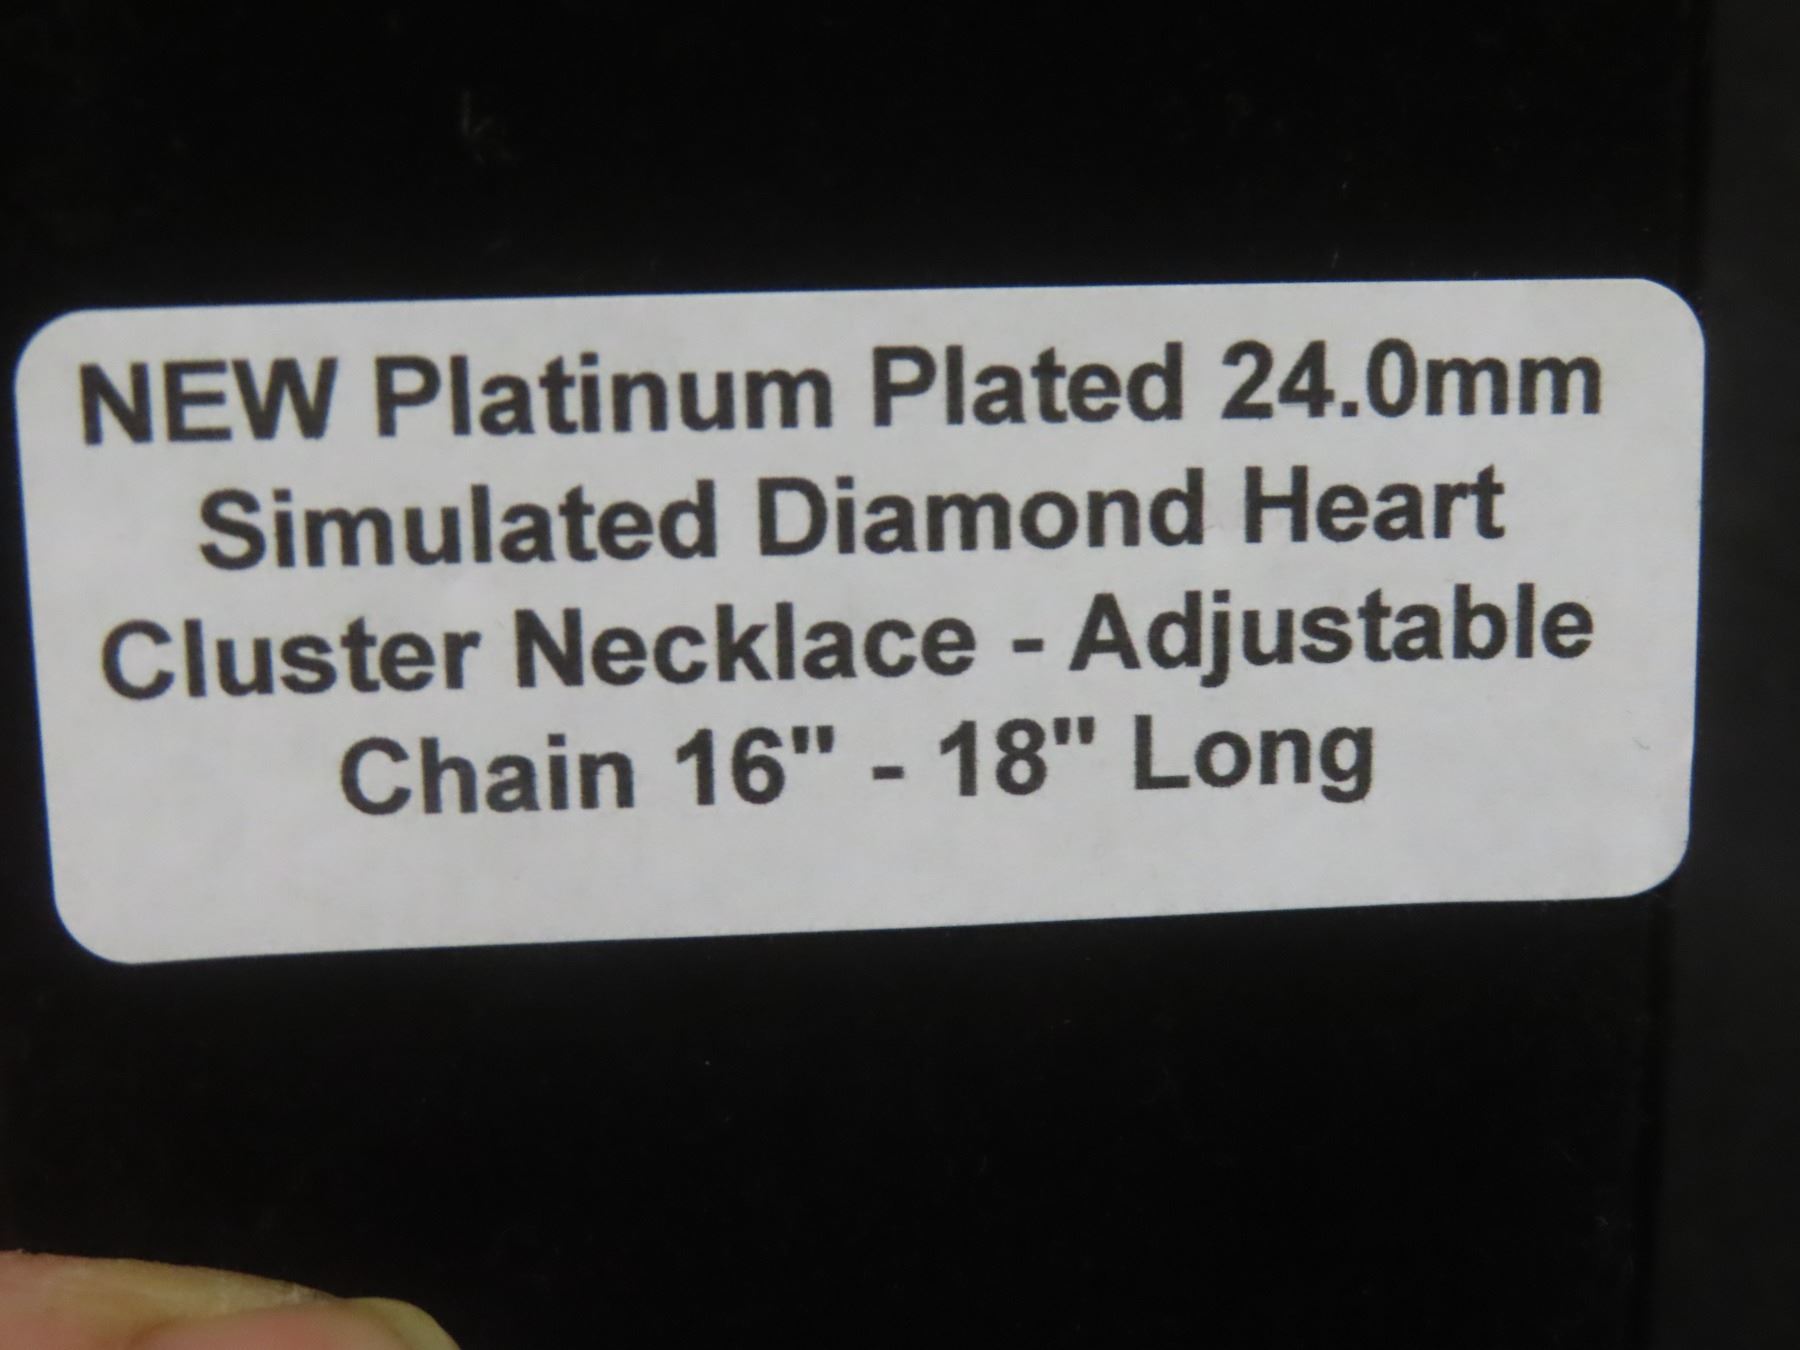 NEW Platinum Plated 24.0mm
Simulated Diamond Heart
Cluster Necklace - Adjustable
Chain 16" - 18" Long